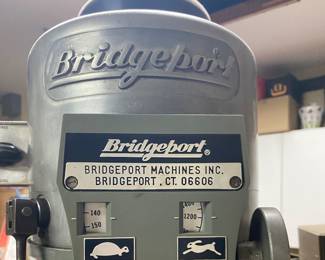 Bridgeport
Bridgeport®
BRIDGEPORT MACHINES INC.
BRIDGEPORT, CT. 06606
140
150
1200